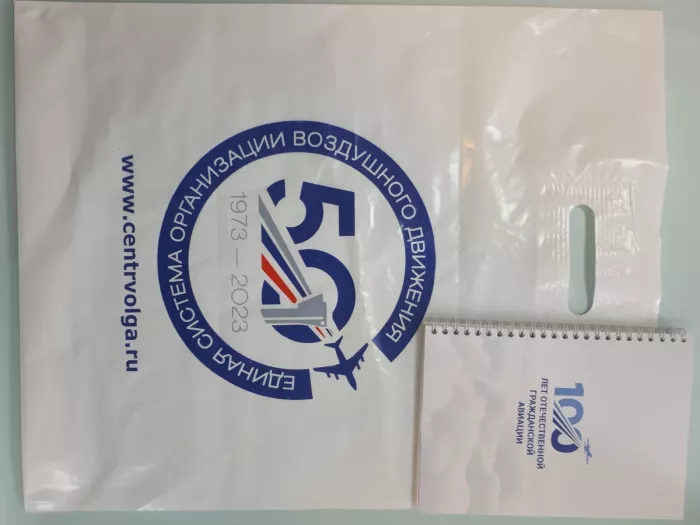 ЕДИНАЯ СИСТЕМА ОРГАНИЗАЦИИ ВОЗДУШНОГО ДВИЖЕНИЯ
50
1973 — 2023
www.centrvolga.ru
100
ЛЕТ ОТЕЧЕСТВЕННОЙ
ГРАЖДАНСКОЙ
АВИАЦИИ